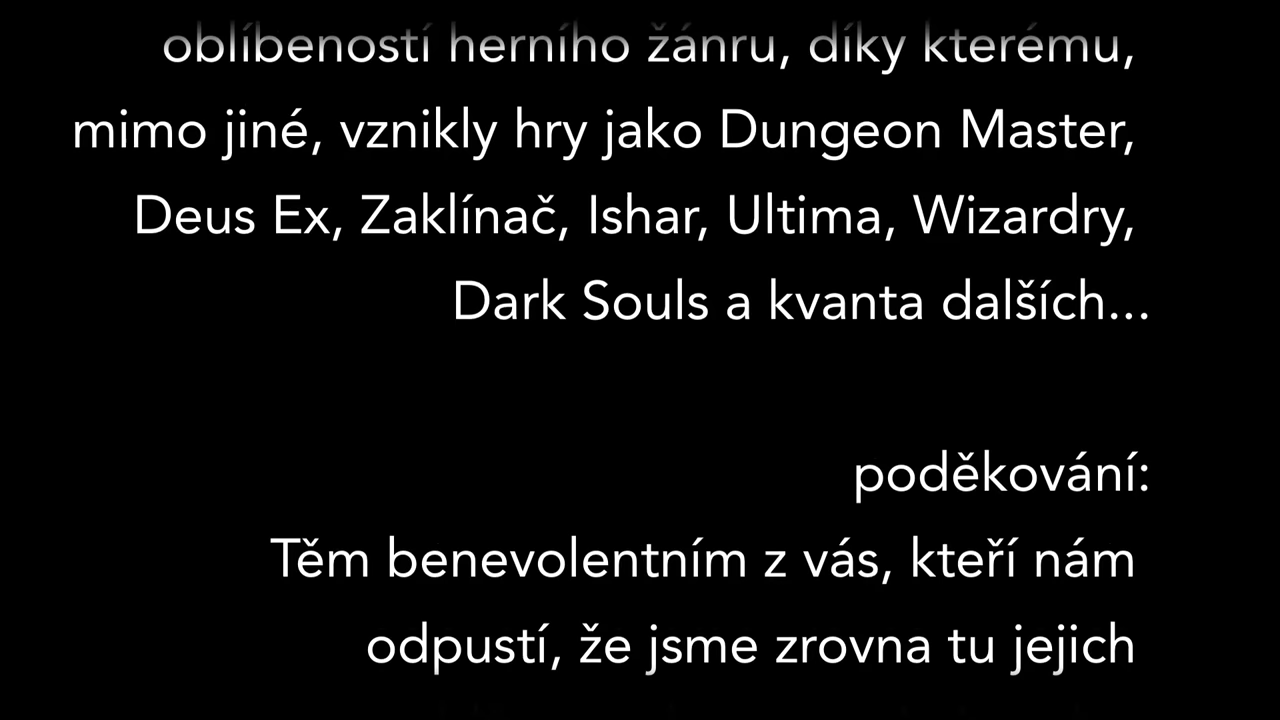 oblíbeností herního žánru, díky kterému,
mimo jiné, vznikly hry jako Dungeon Master,
Deus Ex, Zaklínač, Ishar, Ultima, Wizardry,
Dark Souls a kvanta dalších...
poděkování:
Těm benevolentním z vás, kteří nám
odpustí, že jsme zrovna tu jejich